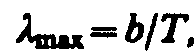 λmax = b/T,